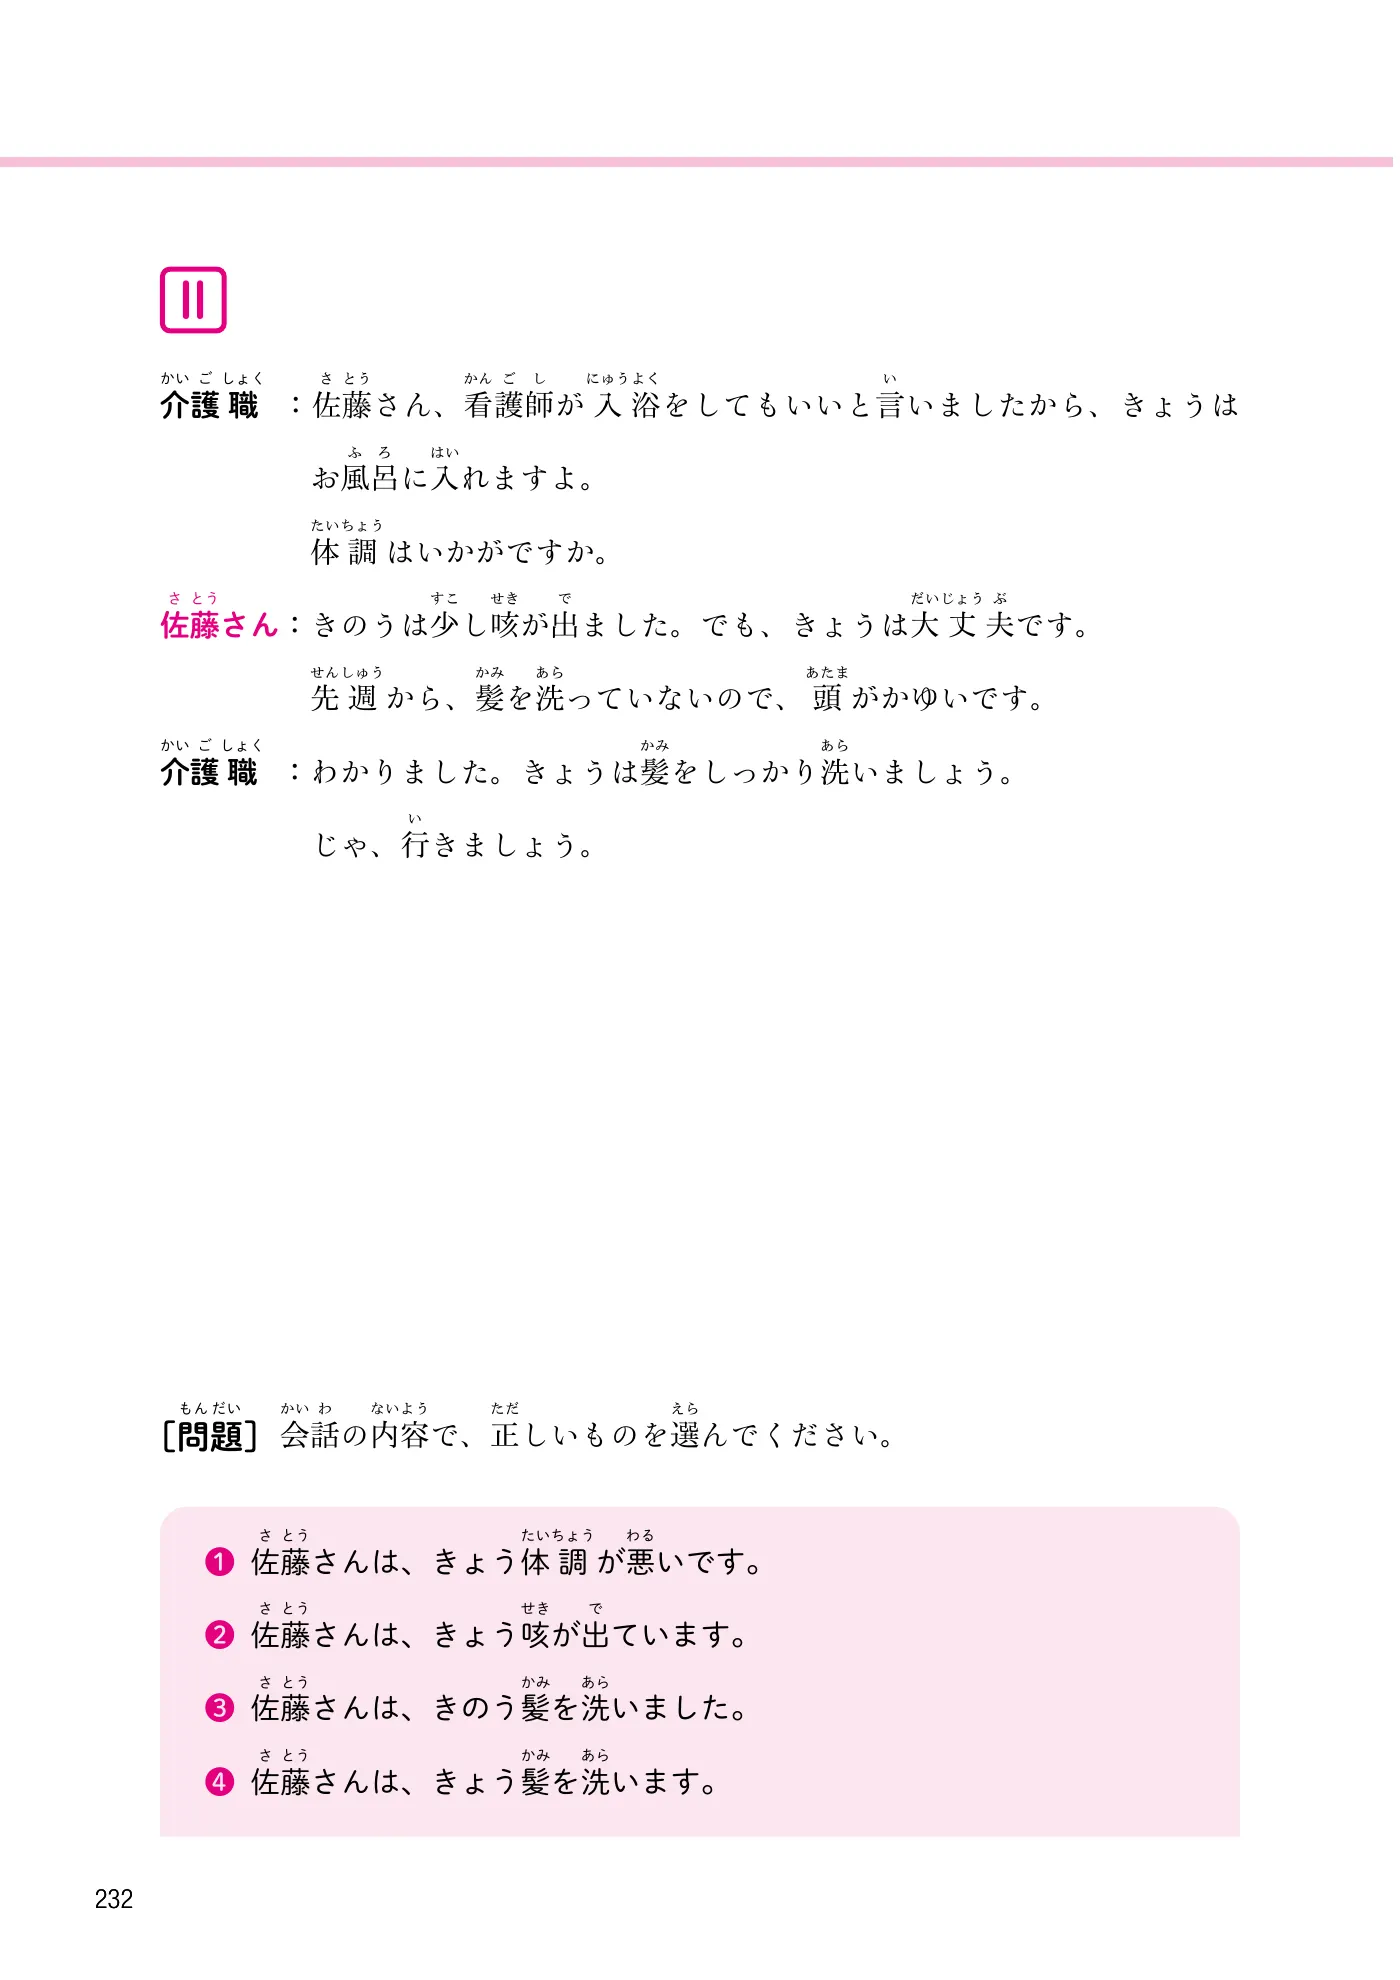 11
介護職：佐藤さん、看護師が入浴をしてもいいと言いましたから、きょうは
お風呂に入れますよ。
体調はいかがですか。
佐藤さん：きのうは少し咳が出ました。でも、きょうは大丈夫です。
先週から、髪を洗っていないので、頭がかゆいです。
介護職：わかりました。きょうは髪をしっかり洗いましょう。
じゃ、行きましょう。
［問題］ 会話の内容で、正しいものを選んでください。
❶ 佐藤さんは、きょう体調が悪いです。
❷ 佐藤さんは、きょう咳が出ています。
❸ 佐藤さんは、きのう髪を洗いました。
❹ 佐藤さんは、きょう髪を洗います。
232